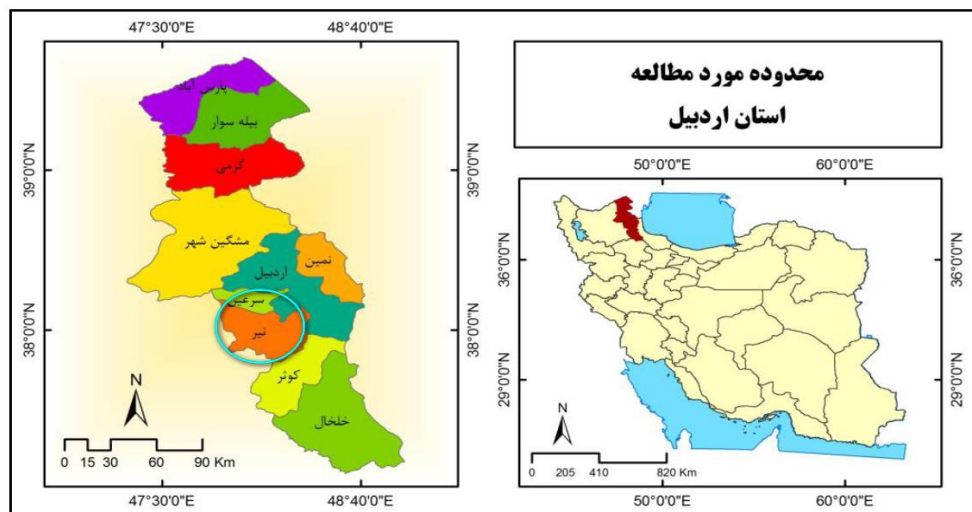 47°30'0"E
48°40'0"E
39°0'0"N
38°0'0"N
39°0'0"N
38°0'0"N
پارس آباد
بیله سوار
گرمی
مشگین شهر
اردبیل
نمین
سرعین
نیر
کوثر
خلخال
N
0 15 30 60 90 Km
47°30'0"E
48°40'0"E
محدوده مورد مطالعه
استان اردبیل
50°0'0"E
60°0'0"E
36°0'0"N
29°0'0"N
36°0'0"N
29°0'0"N
N
0 205 410 820 Km
50°0'0"E
60°0'0"E